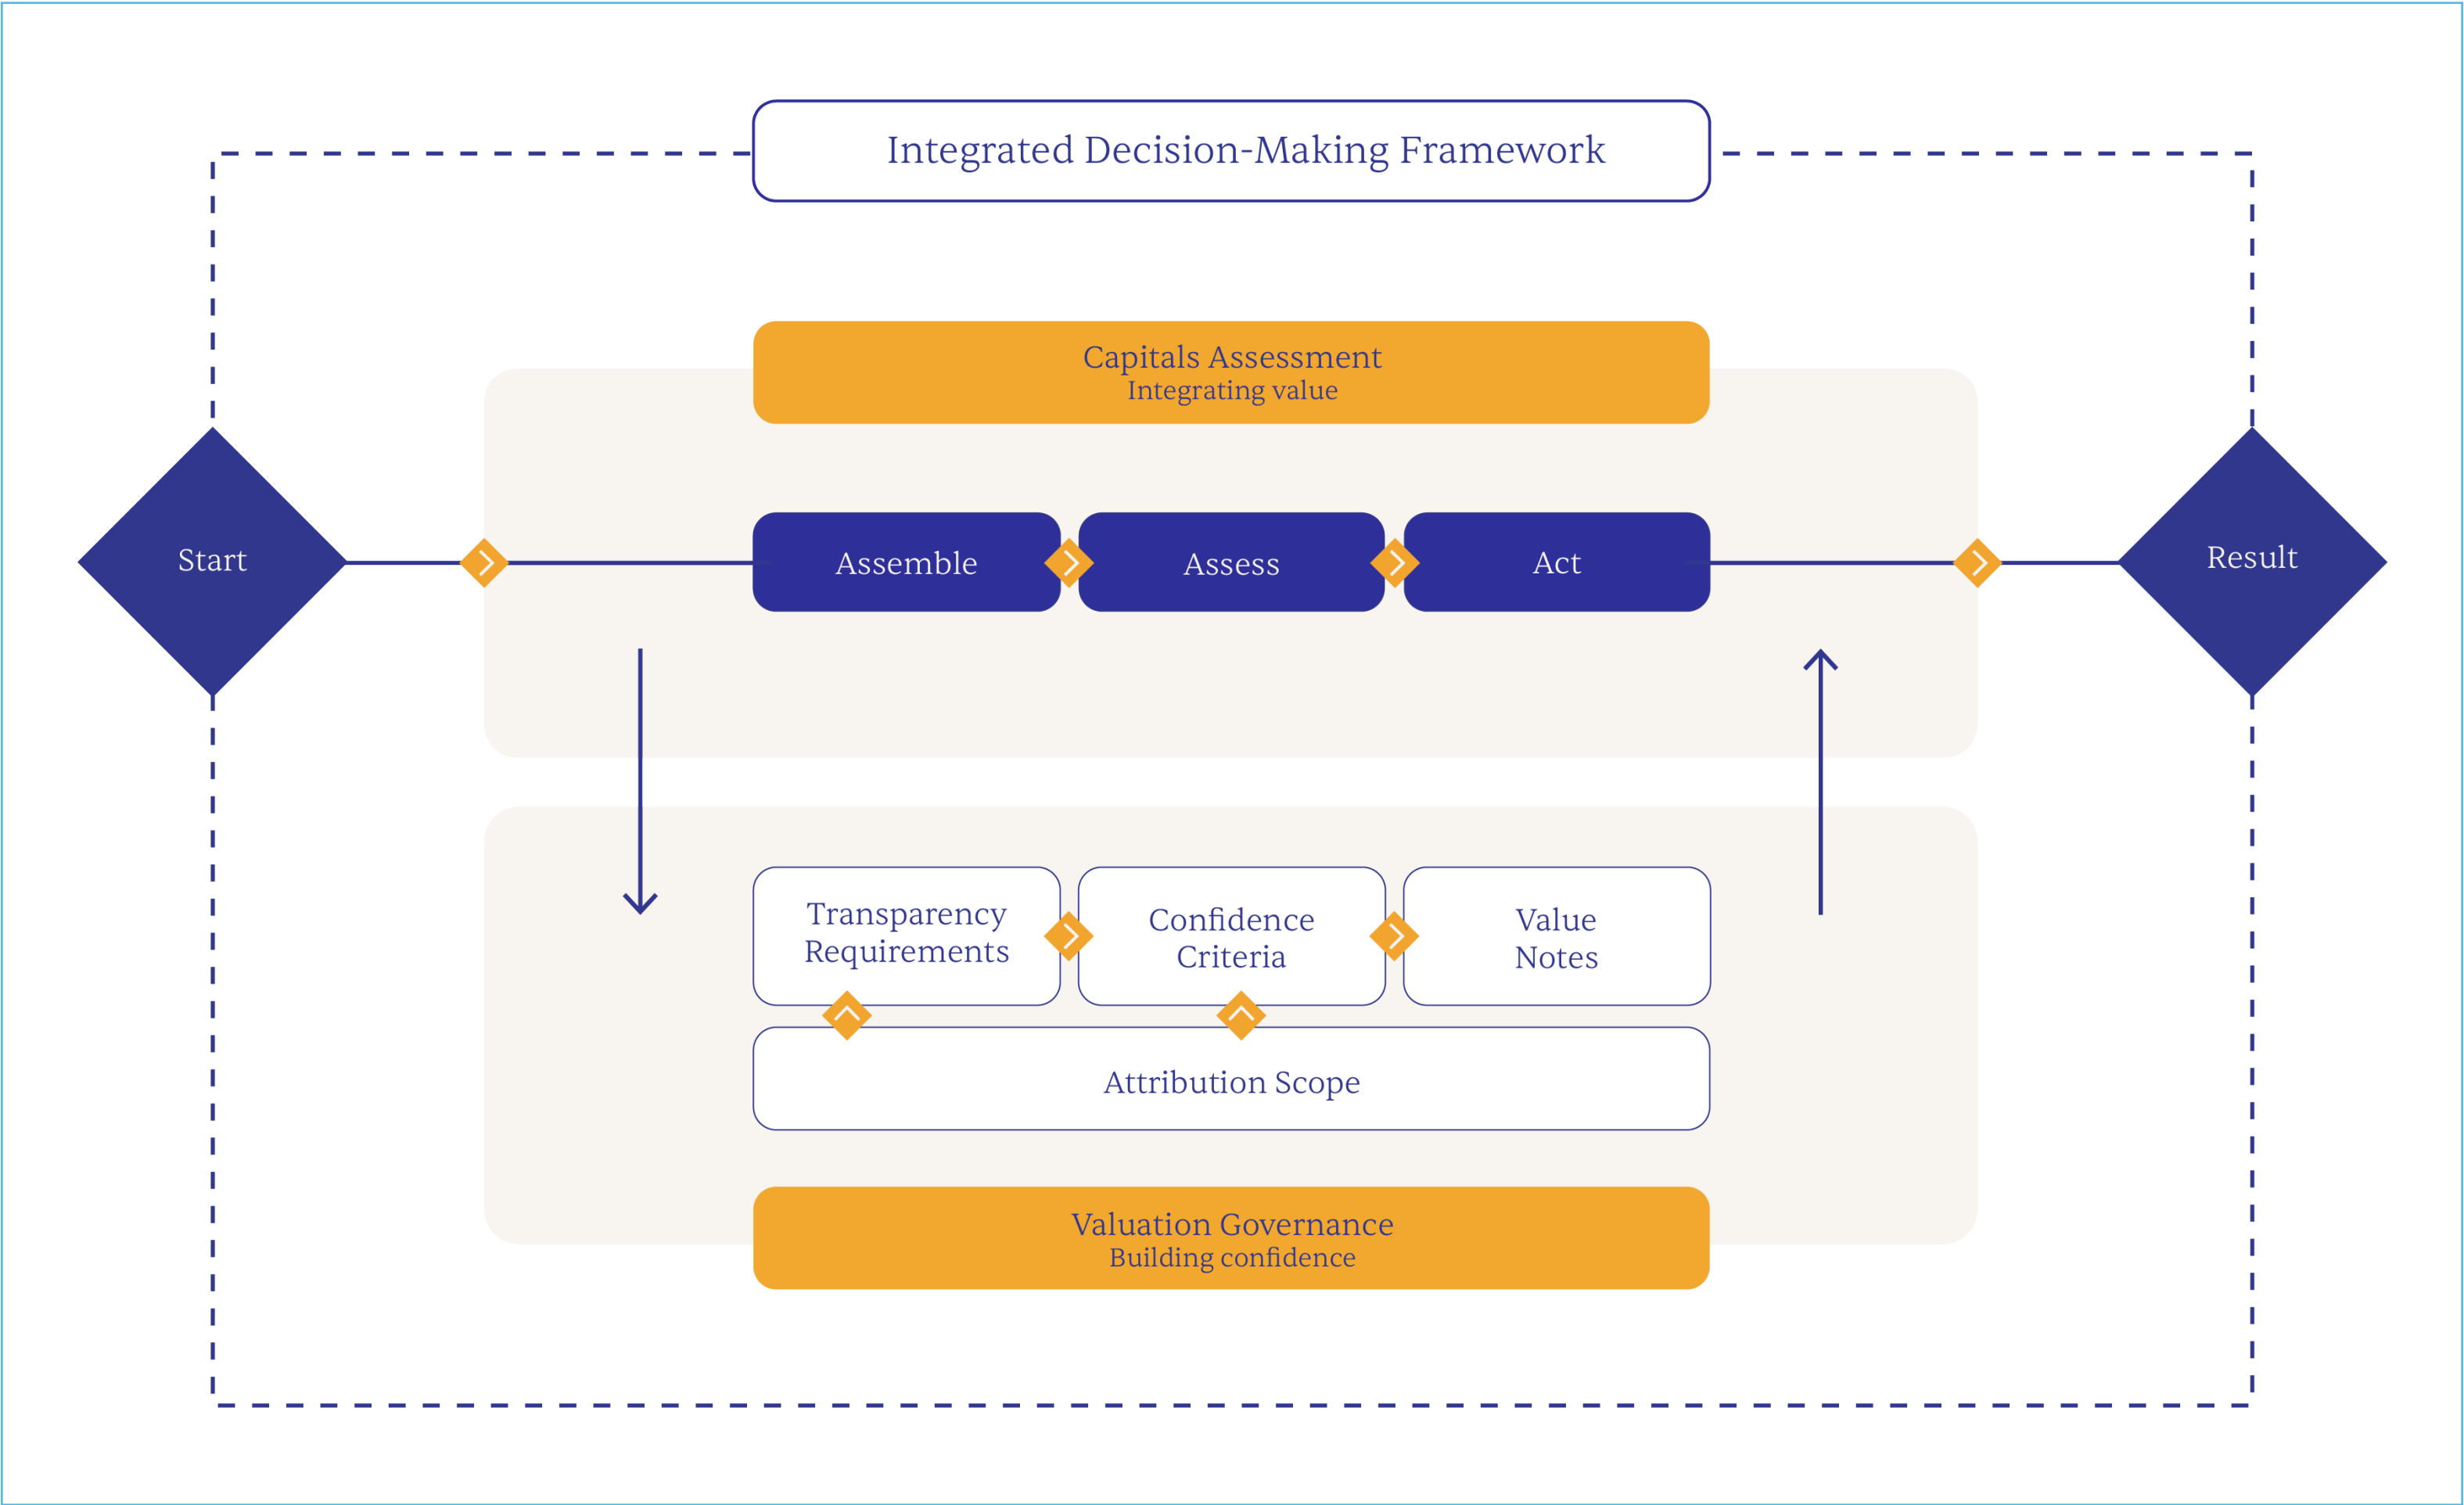 Integrated Decision-Making Framework
Capitals Assessment
Integrating value
Start
Assemble
Assess
Act
Result
Transparency
Requirements
Confidence
Criteria
Value
Notes
Attribution Scope
Valuation Governance
Building confidence